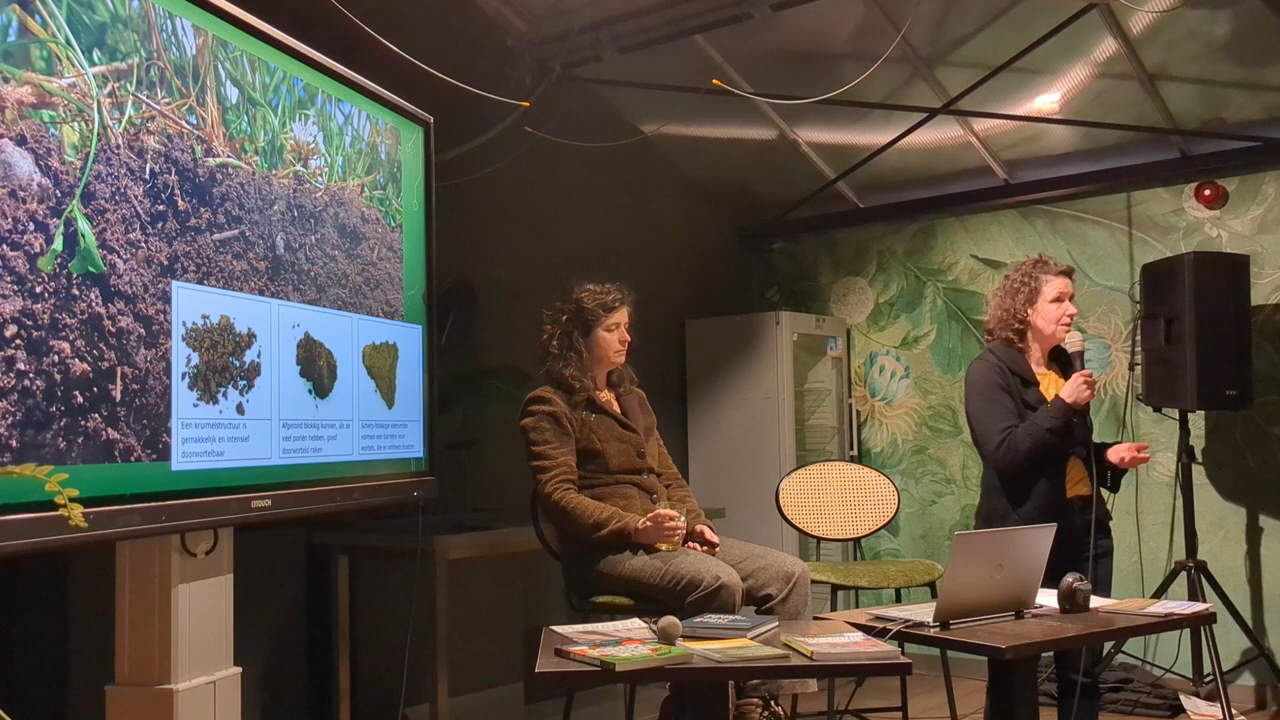 Een kruimelstructuur is
gemakkelijk en intensief
doorwortelbaar
Afgerond blokkig kunnen, als ze
veel poriën hebben, goed
doorworteld raken
Scherp-blokkige elementen
vormen een barrière voor
wortels, die er omheen moeten
CTOUCH